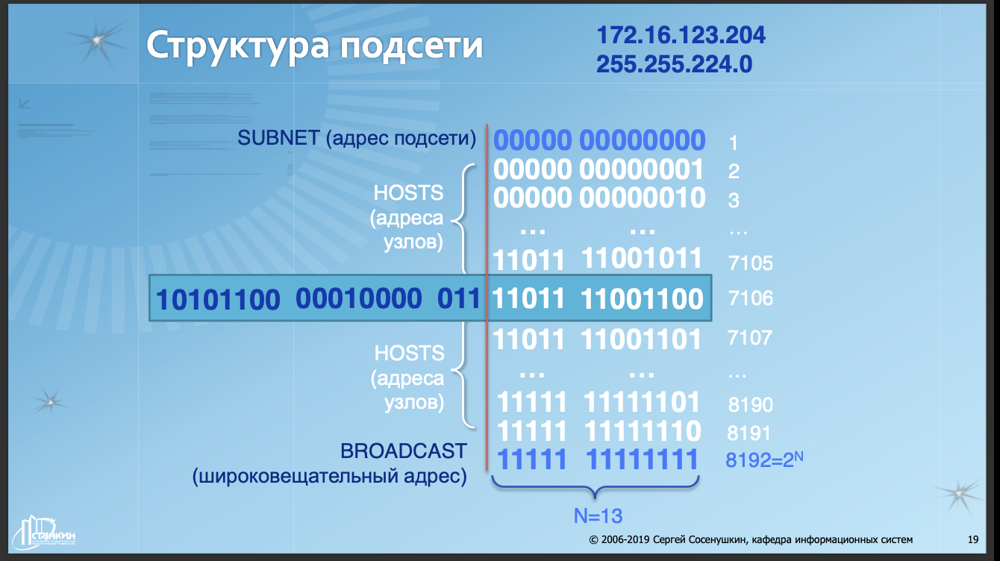 Структура подсети
172.16.123.204
255.255.224.0
SUBNET (адрес подсети)
00000 00000000 1
00000 00000001 2
HOSTS
(адреса
узлов)
00000 00000010 3
... ... ...
11011 11001011 7105
10101100 00010000 011 11011 11001100 7106
11011 11001101 7107
HOSTS
(адреса
узлов)
... ... ...
11111 11111101 8190
11111 11111110 8191
BROADCAST
(широковещательный адрес)
11111 11111111 8192=2^N
N=13
СТАНКИН
© 2006-2019 Сергей Сосенушкин, кафедра информационных систем
19